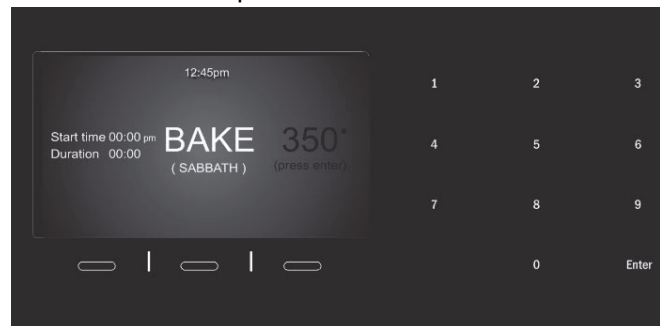 12:45pm
Start time 00:00 pm BAKE 350°
Duration 00:00
( SABBATH ) (press enter)
1 2 3
4 5 6
7 8 9
0 Enter